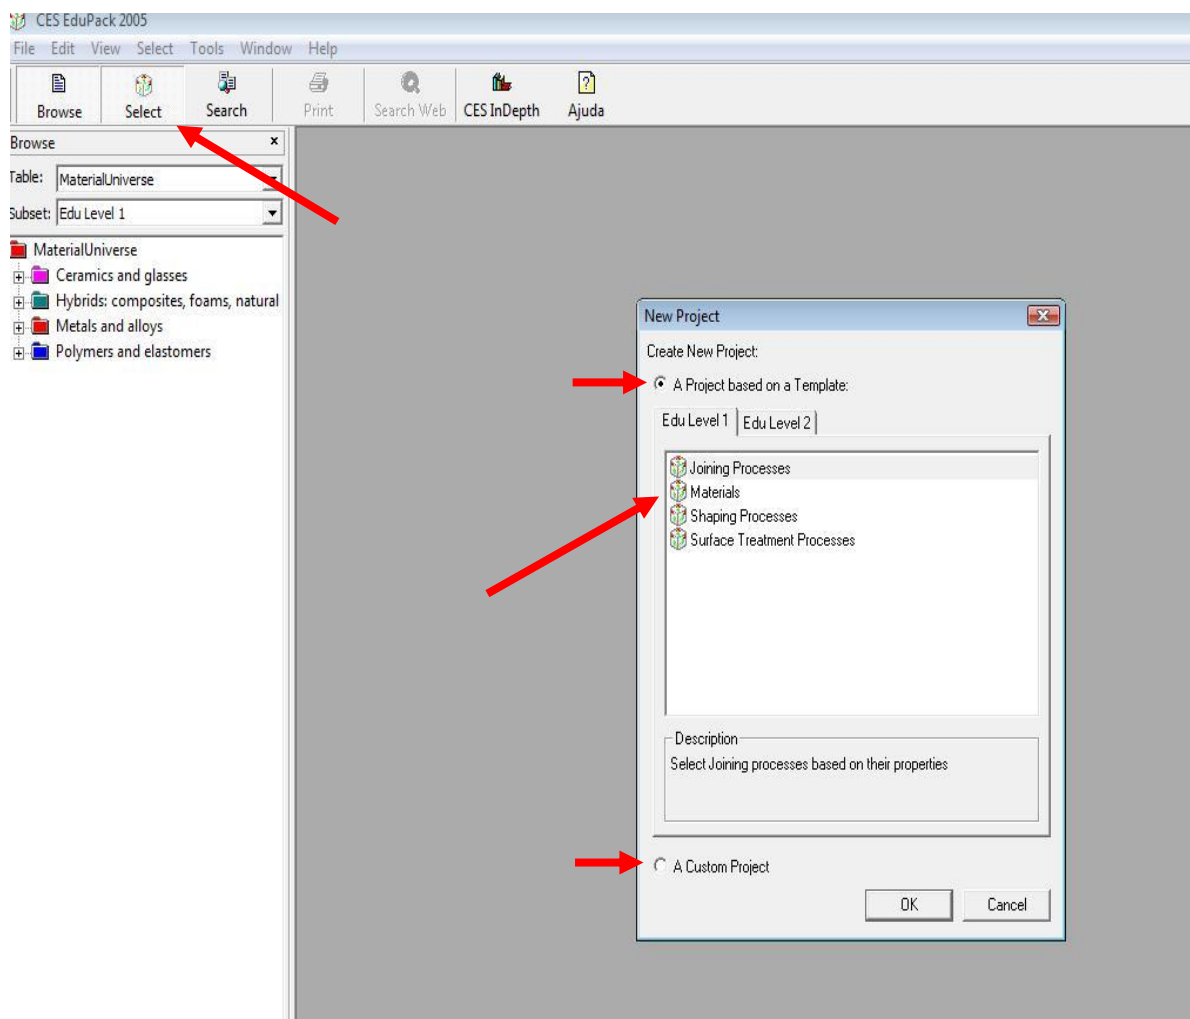 CES EduPack 2005
File Edit View Select Tools Window Help
Browse Select Search Print Search Web CES InDepth Ajuda
Browse x
Table: MaterialUniverse
Subset: Edu Level 1
MaterialUniverse
Ceramics and glasses
Hybrids: composites, foams, natural
Metals and alloys
Polymers and elastomers
New Project
Create New Project:
A Project based on a Template:
Edu Level 1 Edu Level 2
Joining Processes
Materials
Shaping Processes
Surface Treatment Processes
Description
Select Joining processes based on their properties
A Custom Project
OK Cancel